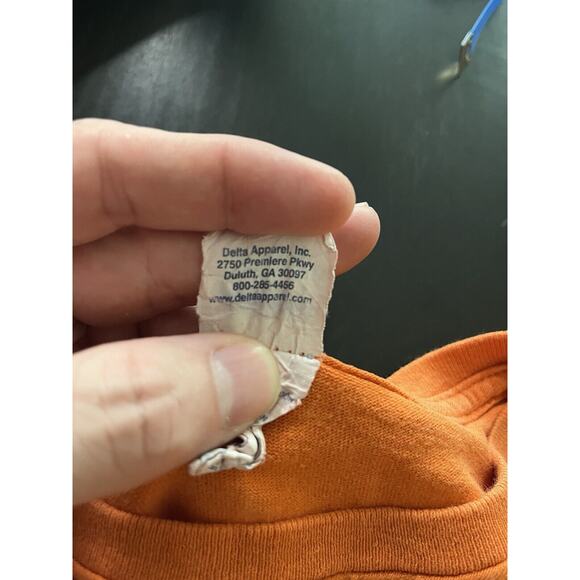 Delta Apparel, Inc.
2750 Premiere Pkwy
Duluth, GA 30097
800-285-4456
www.deltaapparel.com